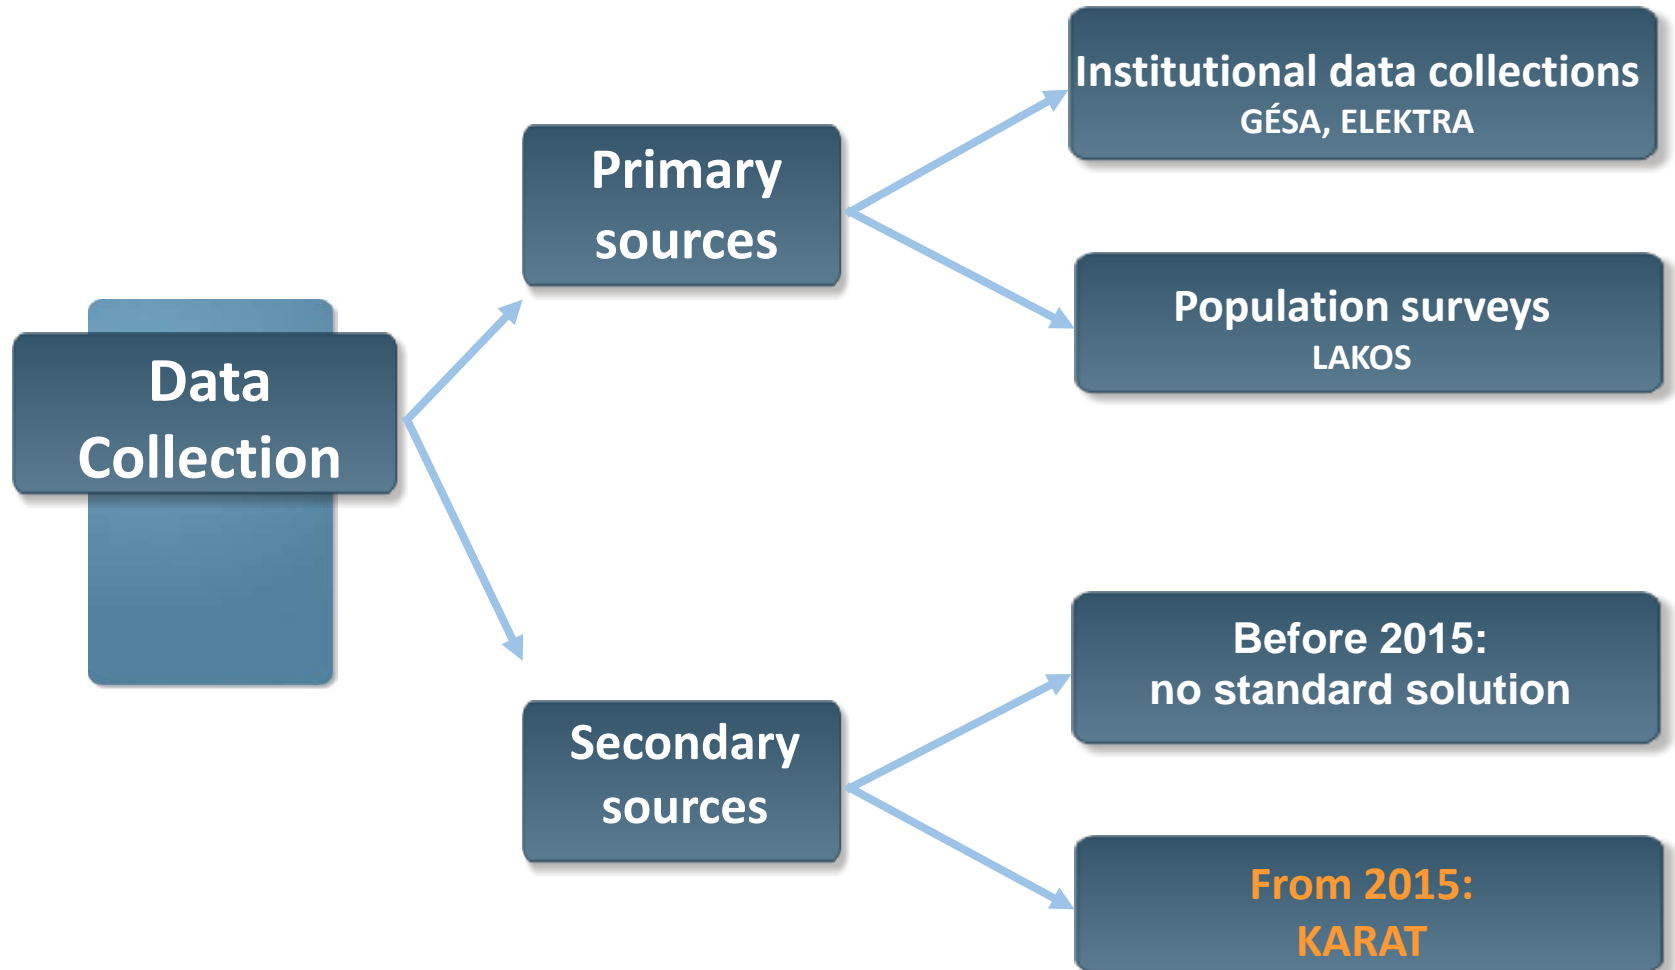 Data
Collection
Primary
sources
Institutional data collections
GÉSA, ELEKTRA
Population surveys
LAKOS
Secondary
sources
Before 2015:
no standard solution
From 2015:
KARAT